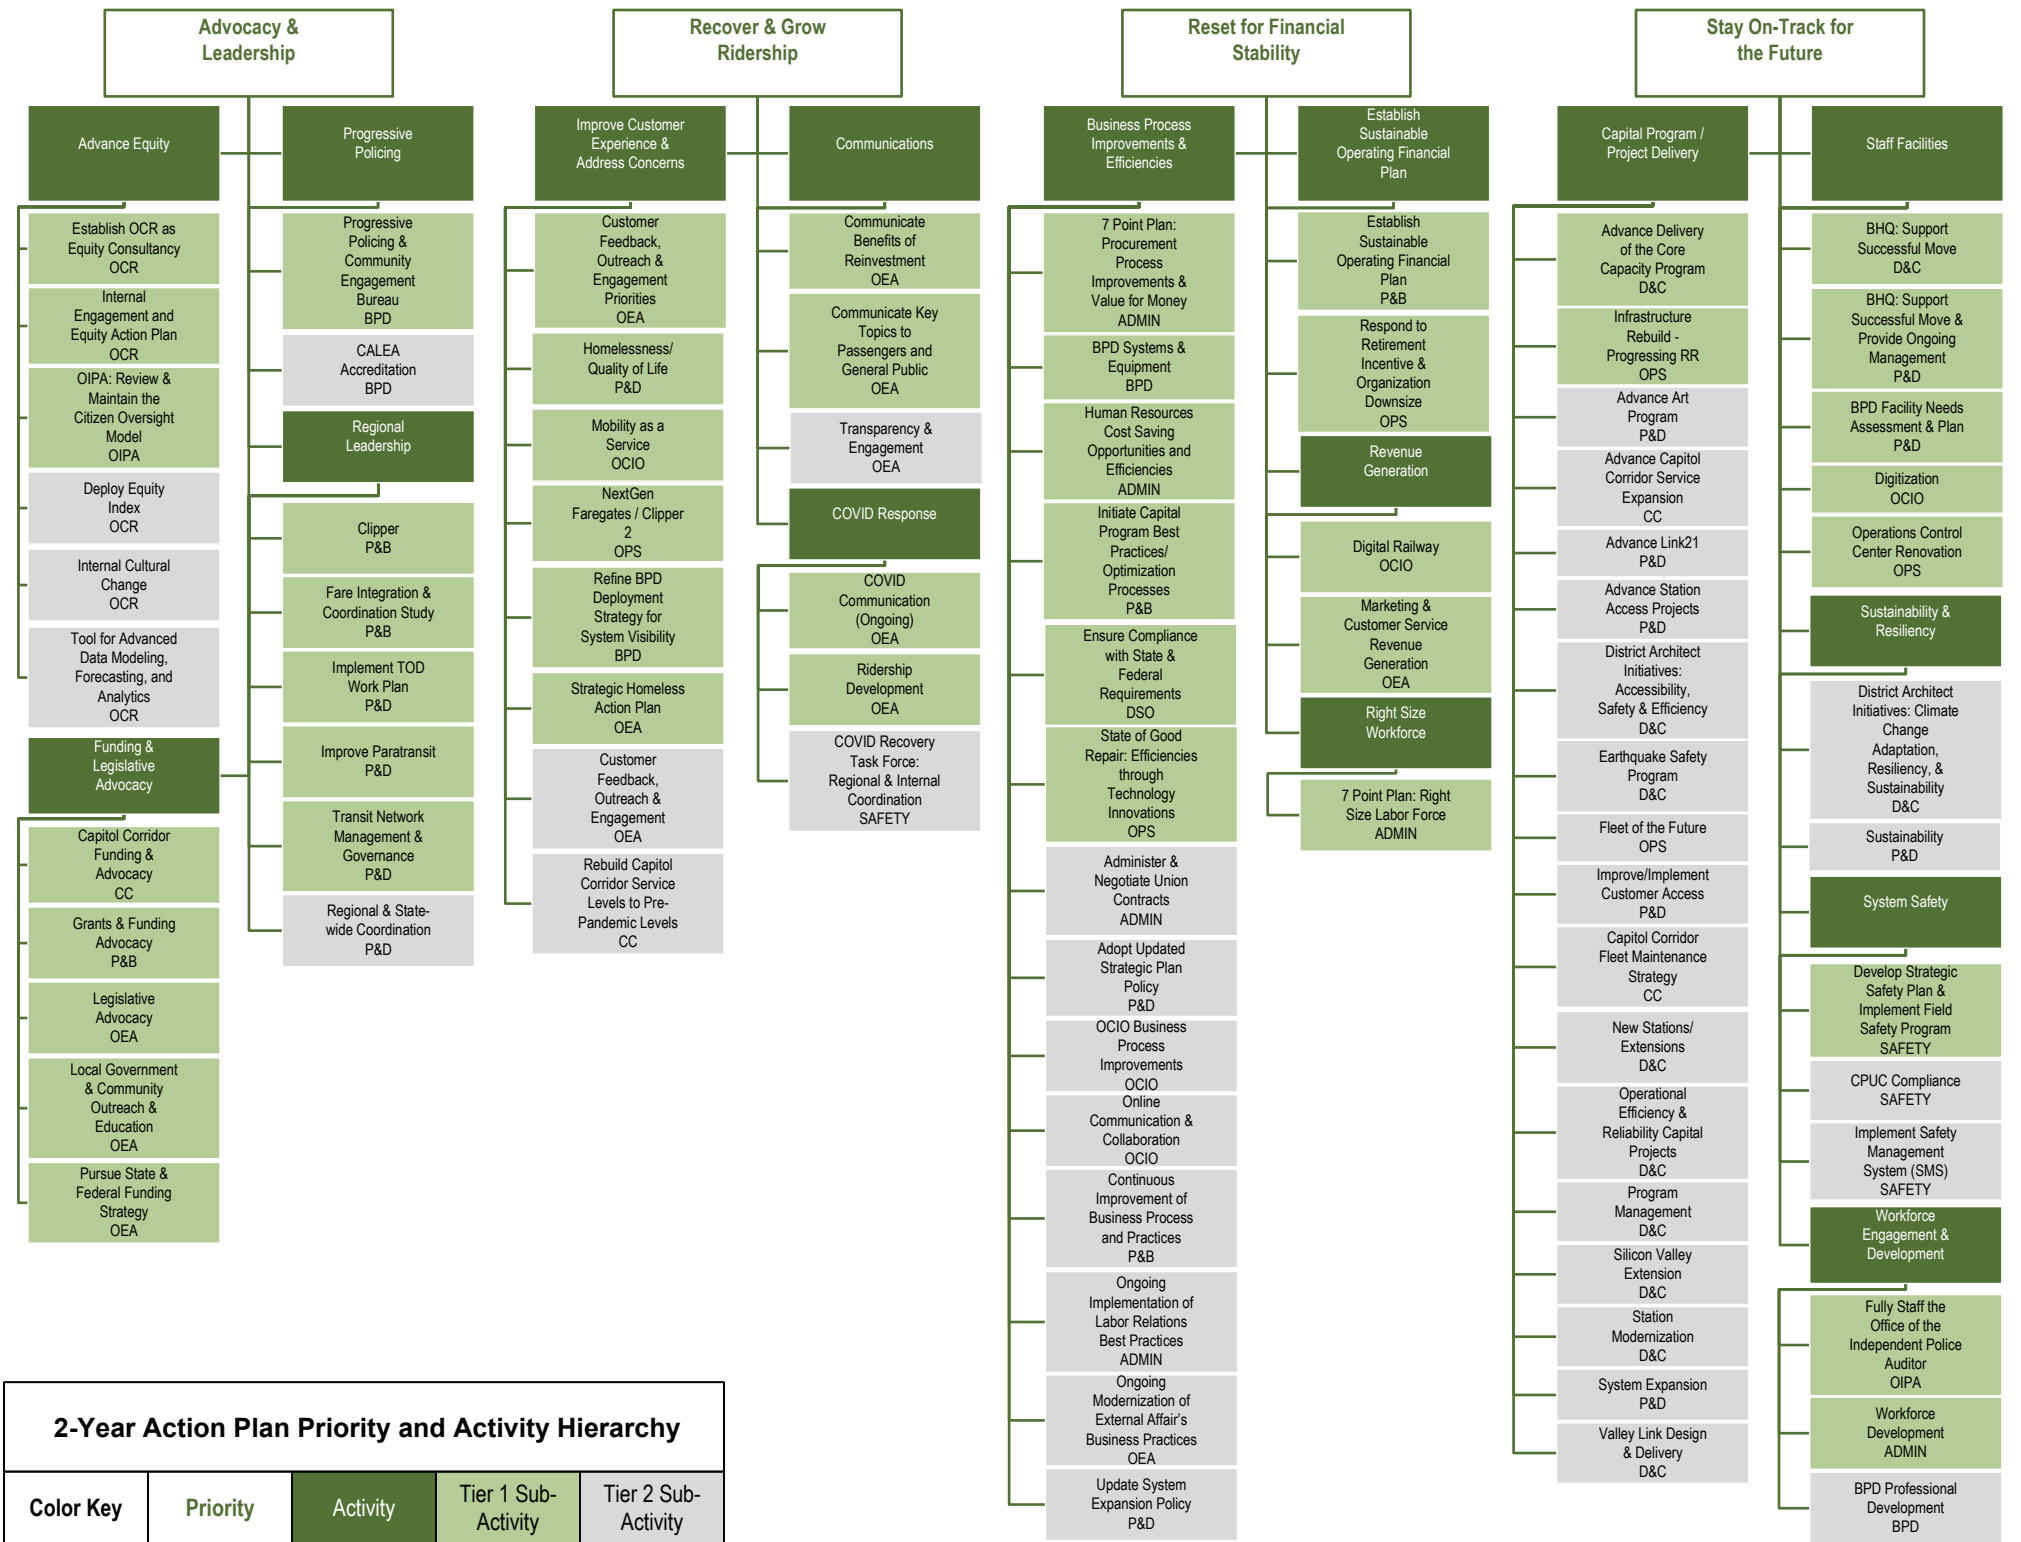 Advocacy &
Leadership
Advance Equity
Establish OCR as
Equity Consultancy
OCR
Internal
Engagement and
Equity Action Plan
OCR
OIPA: Review &
Maintain the
Citizen Oversight
Model
OIPA
Deploy Equity
Index
OCR
Internal Cultural
Change
OCR
Tool for Advanced
Data Modeling,
Forecasting, and
Analytics
OCR
Funding &
Legislative
Advocacy
Capitol Corridor
Funding &
Advocacy
CC
Grants & Funding
Advocacy
P&B
Legislative
Advocacy
OEA
Local Government
& Community
Outreach &
Education
OEA
Pursue State &
Federal Funding
Strategy
OEA
Progressive
Policing
Progressive
Policing &
Community
Engagement
Bureau
BPD
CALEA
Accreditation
BPD
Regional
Leadership
Clipper
P&B
Fare Integration &
Coordination Study
P&B
Implement TOD
Work Plan
P&D
Improve Paratransit
P&D
Transit Network
Management &
Governance
P&D
Regional & State-
wide Coordination
P&D
Recover & Grow
Ridership
Improve Customer
Experience &
Address Concerns
Customer
Feedback,
Outreach &
Engagement
Priorities
OEA
Homelessness/
Quality of Life
P&D
Mobility as a
Service
OCIO
NextGen
Faregates / Clipper
2
OPS
Refine BPD
Deployment
Strategy for
System Visibility
BPD
Strategic Homeless
Action Plan
OEA
Customer
Feedback,
Outreach &
Engagement
OEA
Rebuild Capitol
Corridor Service
Levels to Pre-
Pandemic Levels
CC
Communications
Communicate
Benefits of
Reinvestment
OEA
Communicate Key
Topics to
Passengers and
General Public
OEA
Transparency &
Engagement
OEA
COVID Response
COVID
Communication
(Ongoing)
OEA
Ridership
Development
OEA
COVID Recovery
Task Force:
Regional & Internal
Coordination
SAFETY
Reset for Financial
Stability
Business Process
Improvements &
Efficiencies
7 Point Plan:
Procurement
Process
Improvements &
Value for Money
ADMIN
BPD Systems &
Equipment
BPD
Human Resources
Cost Saving
Opportunities and
Efficiencies
ADMIN
Initiate Capital
Program Best
Practices/
Optimization
Processes
P&B
Ensure Compliance
with State &
Federal
Requirements
DSO
State of Good
Repair: Efficiencies
through
Technology
Innovations
OPS
Administer &
Negotiate Union
Contracts
ADMIN
Adopt Updated
Strategic Plan
Policy
P&D
OCIO Business
Process
Improvements
OCIO
Online
Communication &
Collaboration
OCIO
Continuous
Improvement of
Business Process
and Practices
P&B
Ongoing
Implementation of
Labor Relations
Best Practices
ADMIN
Ongoing
Modernization of
External Affair's
Business Practices
OEA
Update System
Expansion Policy
P&D
Establish
Sustainable
Operating Financial
Plan
Establish
Sustainable
Operating Financial
Plan
P&B
Respond to
Retirement
Incentive &
Organization
Downsize
OPS
Revenue
Generation
Digital Railway
OCIO
Marketing &
Customer Service
Revenue
Generation
OEA
Right Size
Workforce
7 Point Plan: Right
Size Labor Force
ADMIN
Stay On-Track for
the Future
Capital Program /
Project Delivery
Advance Delivery
of the Core
Capacity Program
D&C
Infrastructure
Rebuild -
Progressing RR
OPS
Advance Art
Program
P&D
Advance Capitol
Corridor Service
Expansion
CC
Advance Link21
P&D
Advance Station
Access Projects
P&D
District Architect
Initiatives:
Accessibility,
Safety & Efficiency
D&C
Earthquake Safety
Program
D&C
Fleet of the Future
OPS
Improve/Implement
Customer Access
P&D
Capitol Corridor
Fleet Maintenance
Strategy
CC
New Stations/
Extensions
D&C
Operational
Efficiency &
Reliability Capital
Projects
D&C
Program
Management
D&C
Silicon Valley
Extension
D&C
Station
Modernization
D&C
System Expansion
P&D
Valley Link Design
& Delivery
D&C
Staff Facilities
BHQ: Support
Successful Move
D&C
BHQ: Support
Successful Move &
Provide Ongoing
Management
P&D
BPD Facility Needs
Assessment & Plan
P&D
Digitization
OCIO
Operations Control
Center Renovation
OPS
Sustainability &
Resiliency
District Architect
Initiatives: Climate
Change
Adaptation,
Resiliency, &
Sustainability
D&C
Sustainability
P&D
System Safety
Develop Strategic
Safety Plan &
Implement Field
Safety Program
SAFETY
CPUC Compliance
SAFETY
Implement Safety
Management
System (SMS)
SAFETY
Workforce
Engagement &
Development
Fully Staff the
Office of the
Independent Police
Auditor
OIPA
Workforce
Development
ADMIN
BPD Professional
Development
BPD
2-Year Action Plan Priority and Activity Hierarchy
Color Key
Priority
Activity
Tier 1 Sub-
Activity
Tier 2 Sub-
Activity